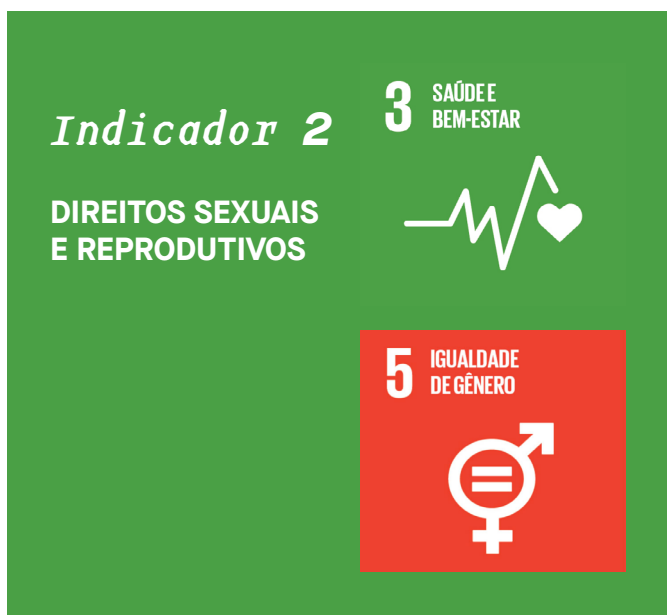 Indicador 2
DIREITOS SEXUAIS
E REPRODUTIVOS
3 SAÚDE E
BEM-ESTAR
5 IGUALDADE
DE GÊNERO